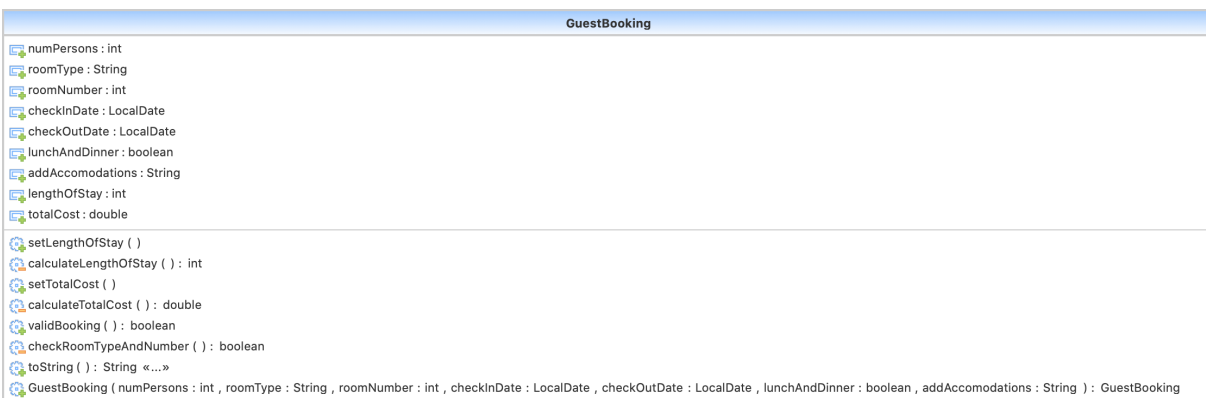 GuestBooking
numPersons : int
roomType : String
roomNumber : int
checkInDate : LocalDate
checkOutDate : LocalDate
lunchAndDinner : boolean
addAccomodations : String
lengthOfStay : int
totalCost : double
setLengthOfStay ( )
calculateLengthOfStay ( ) : int
setTotalCost ( )
calculateTotalCost ( ) : double
validBooking ( ) : boolean
checkRoomTypeAndNumber ( ) : boolean
toString ( ) : String «...»
GuestBooking ( numPersons : int , roomType : String , roomNumber : int , checkInDate : LocalDate , checkOutDate : LocalDate , lunchAndDinner : boolean , addAccomodations : String ) : GuestBooking